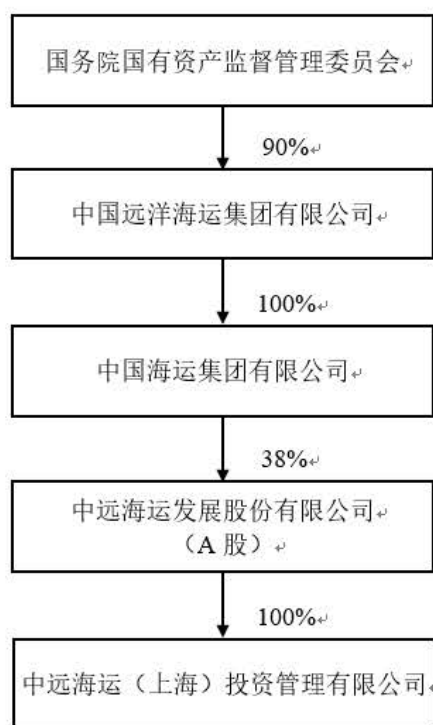 国务院国有资产监督管理委员会↵
90%↵
中国远洋海运集团有限公司↵
100%↵
中国海运集团有限公司↵
38%↵
中远海运发展股份有限公司↵
（A 股）↵
100%↵
中远海运（上海）投资管理有限公司